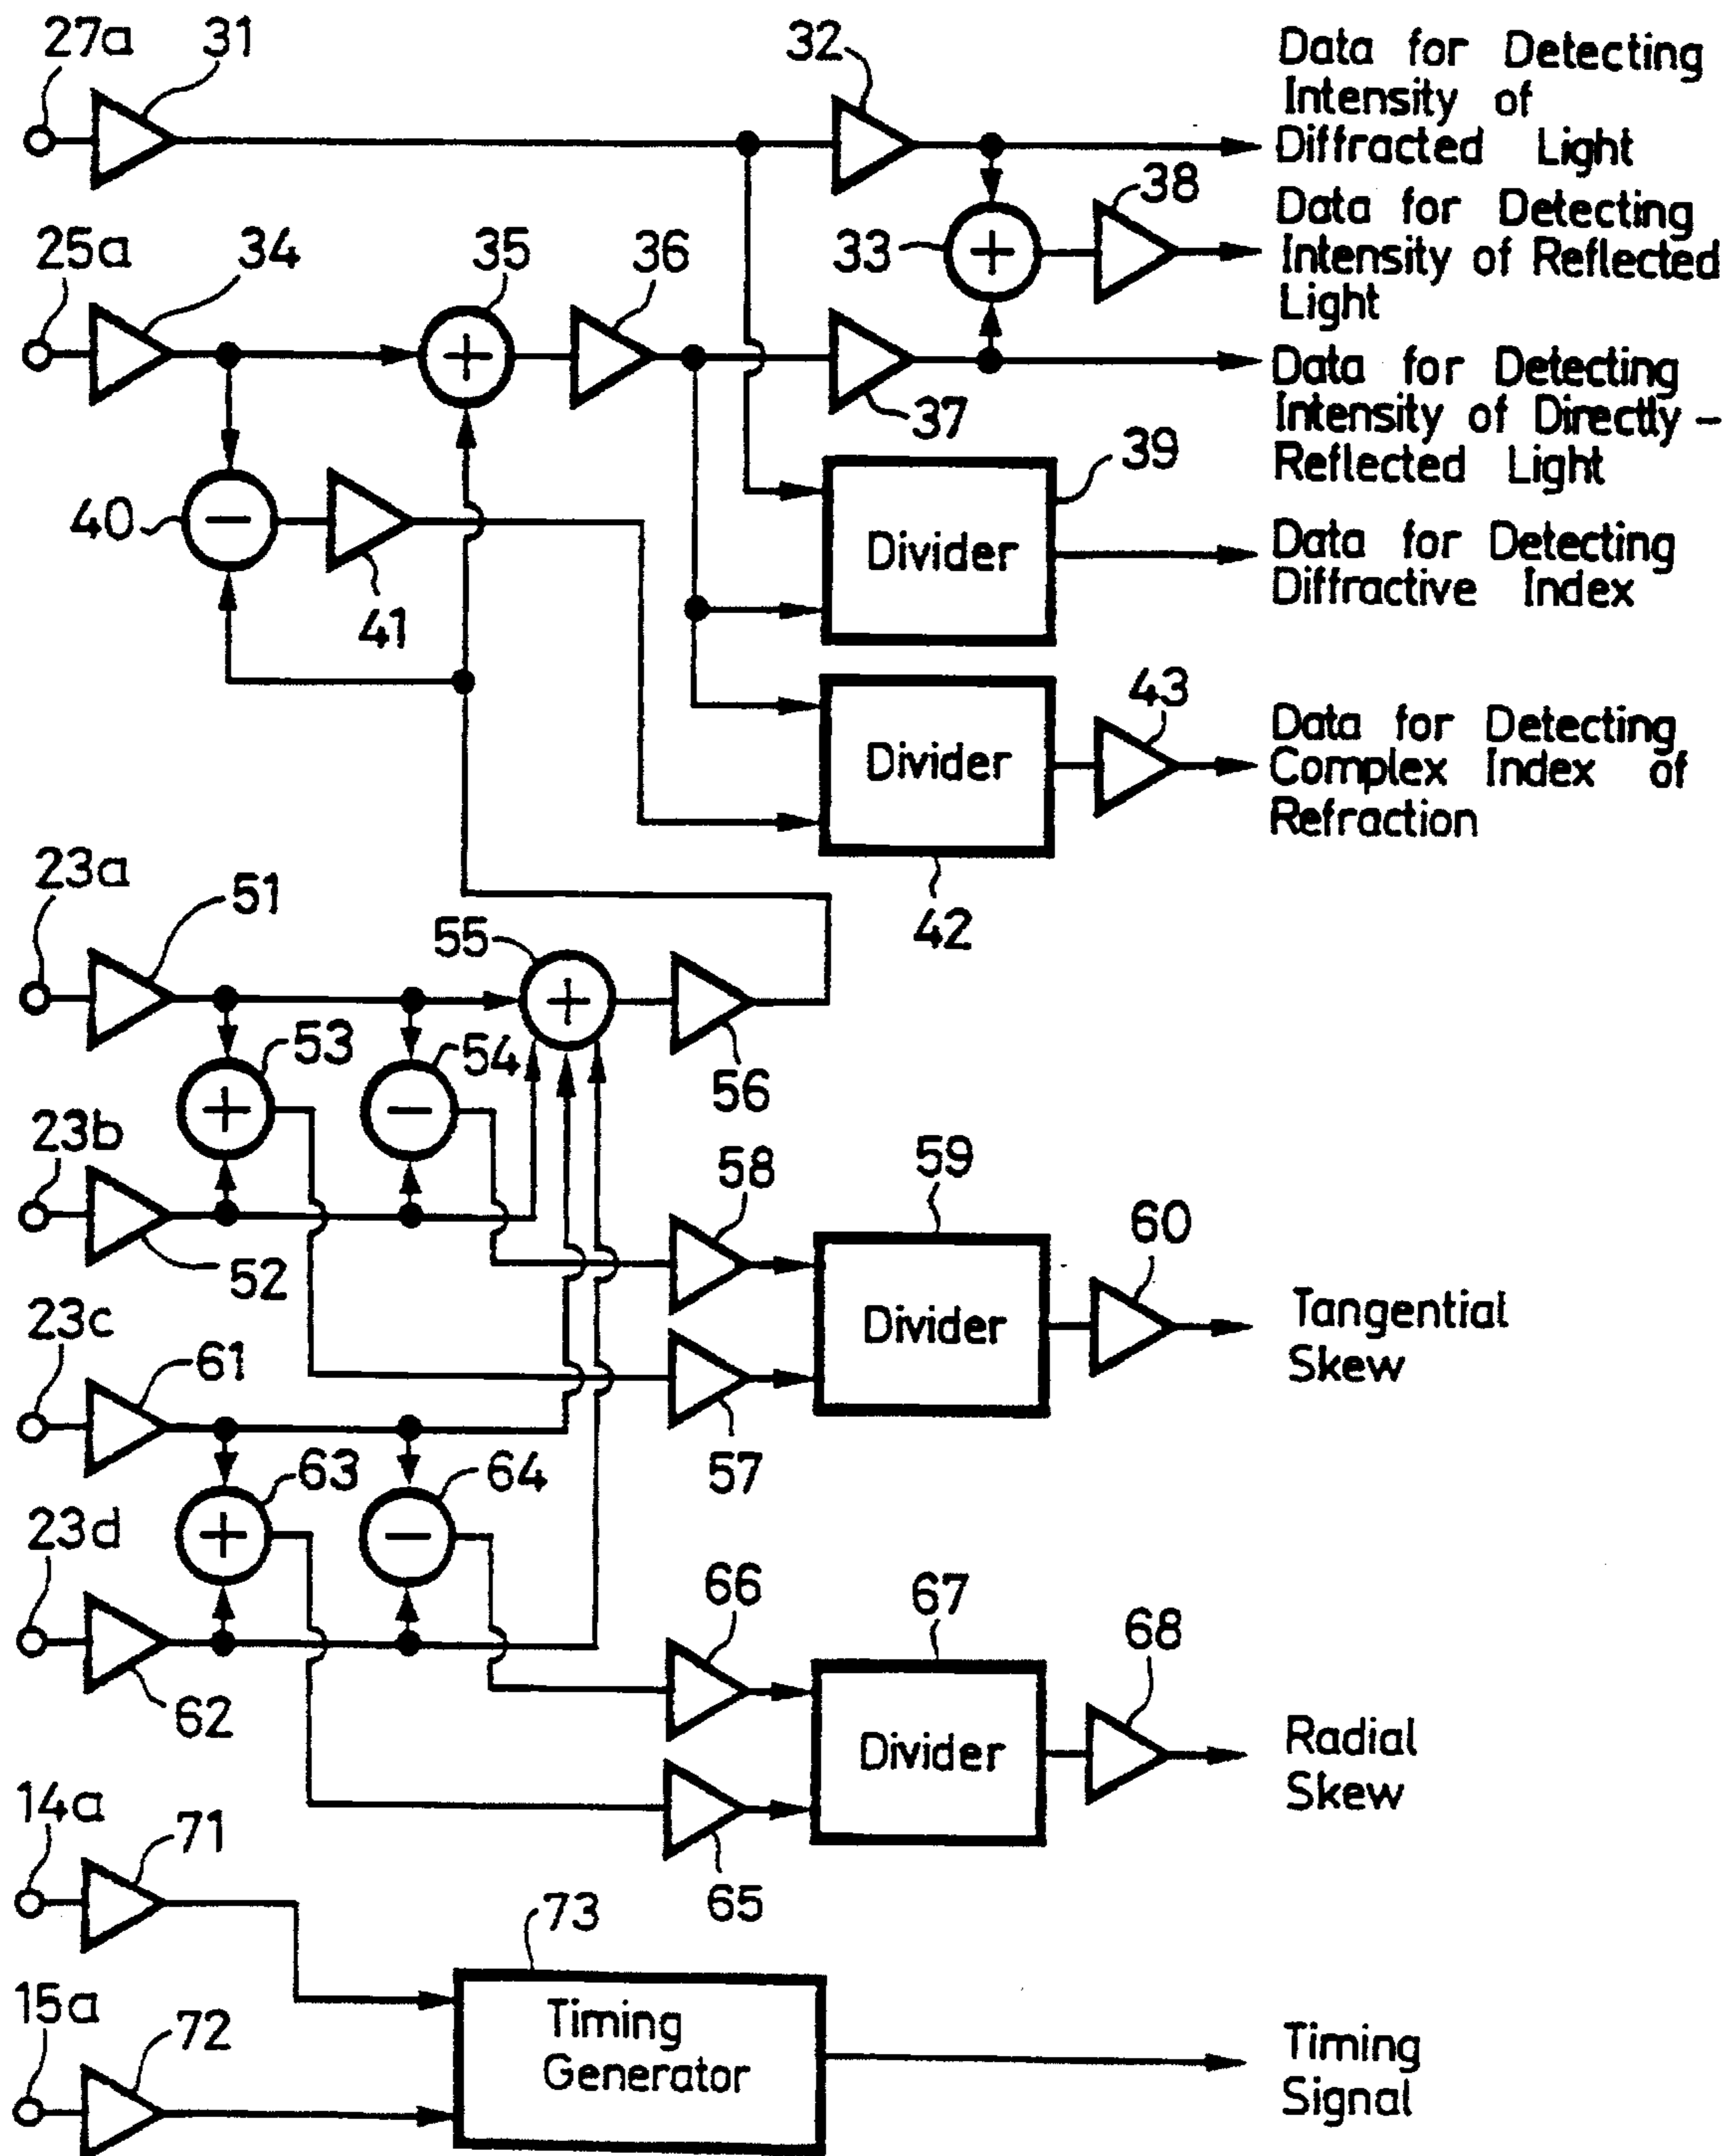 27a 31 32
Data for Detecting
Intensity of
Diffracted Light
38
Data for Detecting
Intensity of Reflected
Light
25a 34 35 36 33
+ +
37
Data for Detecting
Intensity of Directly-
Reflected Light
39
40 −
41
Divider
Data for Detecting
Diffractive Index
43
Divider
Data for Detecting
Complex Index of
Refraction
42
23a 51 55
+
53 54 56
+ −
23b 58 59
52 60
Divider
Tangential
Skew
23c 61
57
63 64
+ −
23d 66 67
62 68
Divider
Radial
Skew
14a 71
65
73
15a 72
Timing
Generator
Timing
Signal